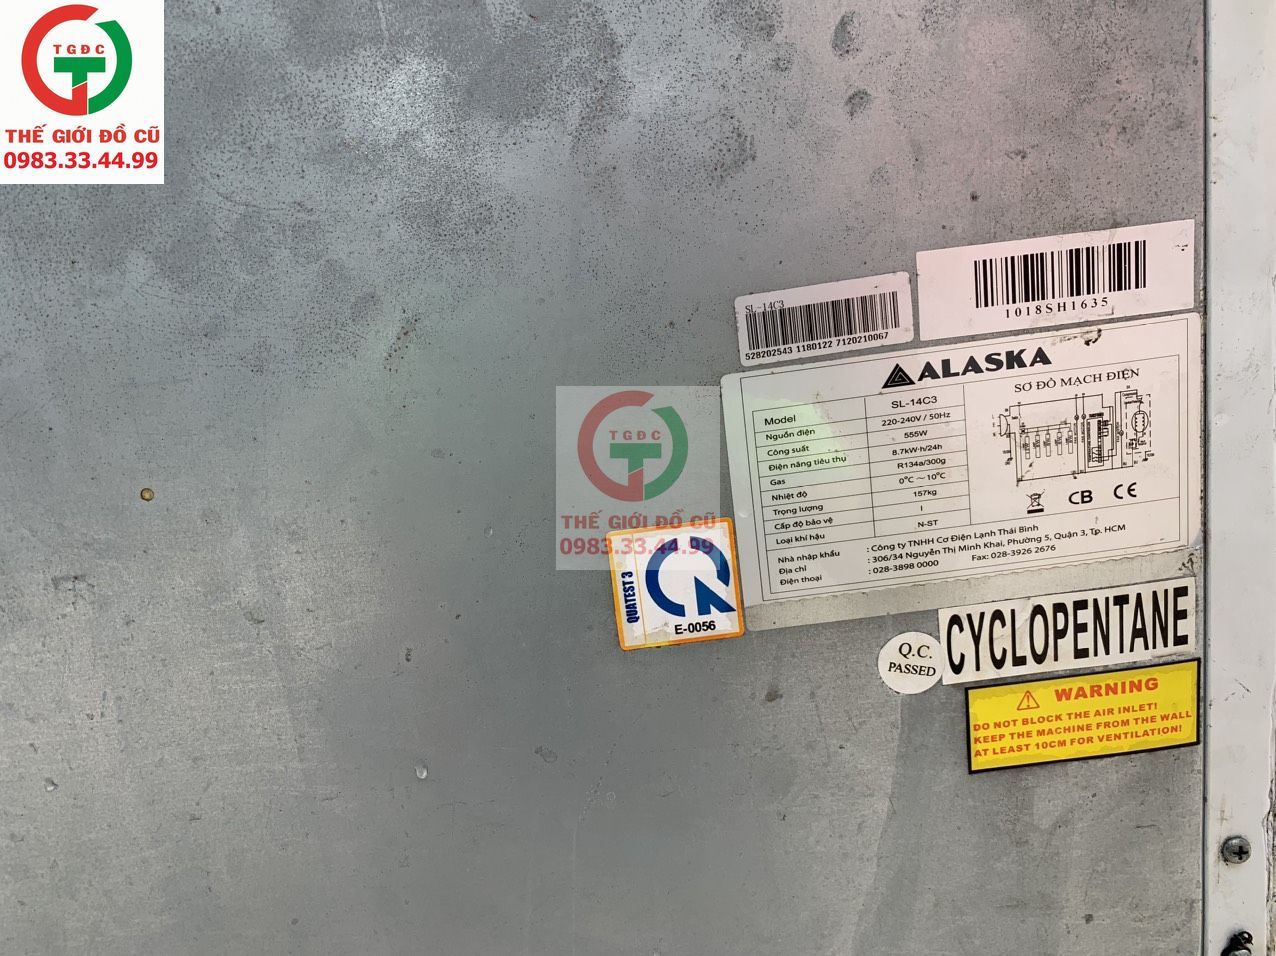 TGĐC
THẾ GIỚI ĐỒ CŨ
0983.33.44.99
SL-14C3
528202543 1180122 7120210067
1018SH1635
ALASKA
Model SL-14C3
Nguồn điện 220-240V / 50Hz
Công suất 555W
Điện năng tiêu thụ 8.7kW·h/24h
Gas R134a/300g
Nhiệt độ 0°C ~ 10°C
Trọng lượng 157kg
Cấp độ bảo vệ I
Loại khí hậu N-ST
SƠ ĐỒ MẠCH ĐIỆN
CB CE
Nhà nhập khẩu : Công ty TNHH Cơ Điện Lạnh Thái Bình
Địa chỉ : 306/34 Nguyễn Thị Minh Khai, Phường 5, Quận 3, Tp. HCM
Điện thoại : 028-3898 0000 Fax: 028-3926 2676
TGĐC
THẾ GIỚI ĐỒ CŨ
0983.33.44.99
QUATEST 3
E-0056
CYCLOPENTANE
Q.C.
PASSED
WARNING
DO NOT BLOCK THE AIR INLET!
KEEP THE MACHINE FROM THE WALL
AT LEAST 10CM FOR VENTILATION!